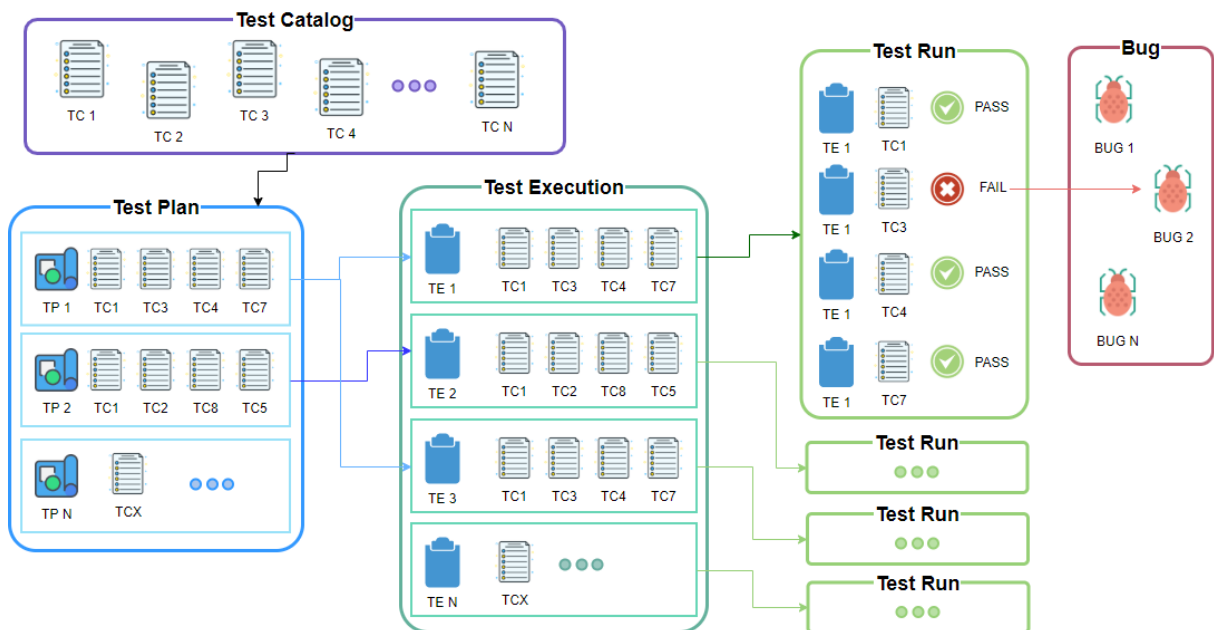 Test Catalog
TC 1
TC 2
TC 3
TC 4
TC N
Test Plan
TP 1 TC1 TC3 TC4 TC7
TP 2 TC1 TC2 TC8 TC5
TP N TCX
Test Execution
TE 1 TC1 TC3 TC4 TC7
TE 2 TC1 TC2 TC8 TC5
TE 3 TC1 TC3 TC4 TC7
TE N TCX
Test Run
PASS
TE 1 TC1
FAIL
TE 1 TC3
PASS
TE 1 TC4
PASS
TE 1 TC7
Test Run
Test Run
Test Run
Bug
BUG 1
BUG 2
BUG N